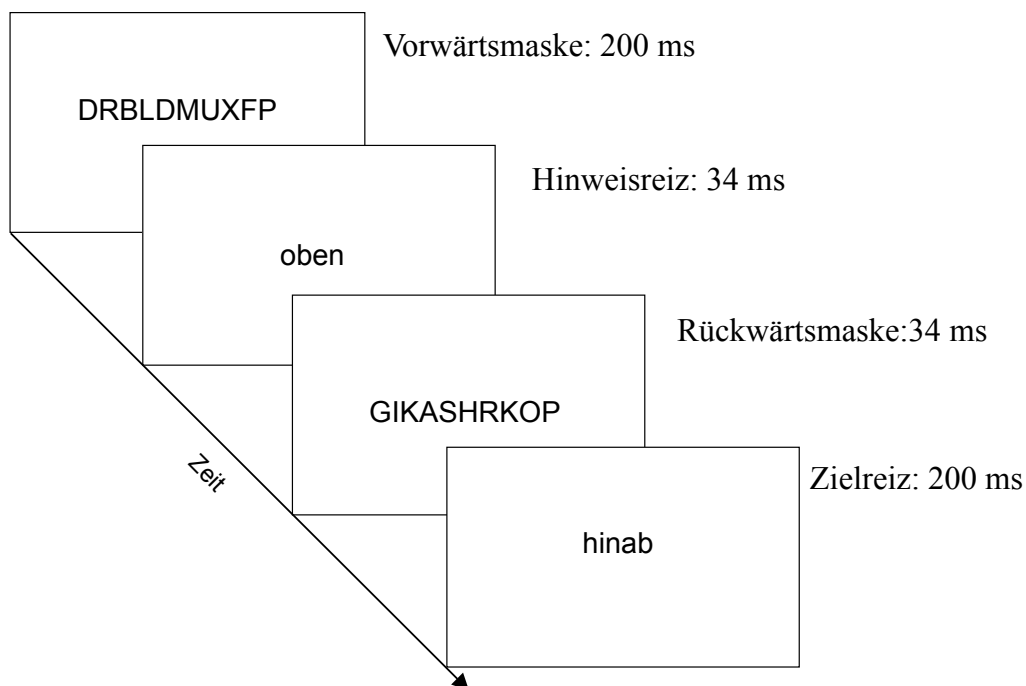 Vorwärtsmaske: 200 ms
DRBLDMUXFP
Hinweisreiz: 34 ms
oben
Rückwärtsmaske:34 ms
GIKASHRKOP
Zeit
Zielreiz: 200 ms
hinab